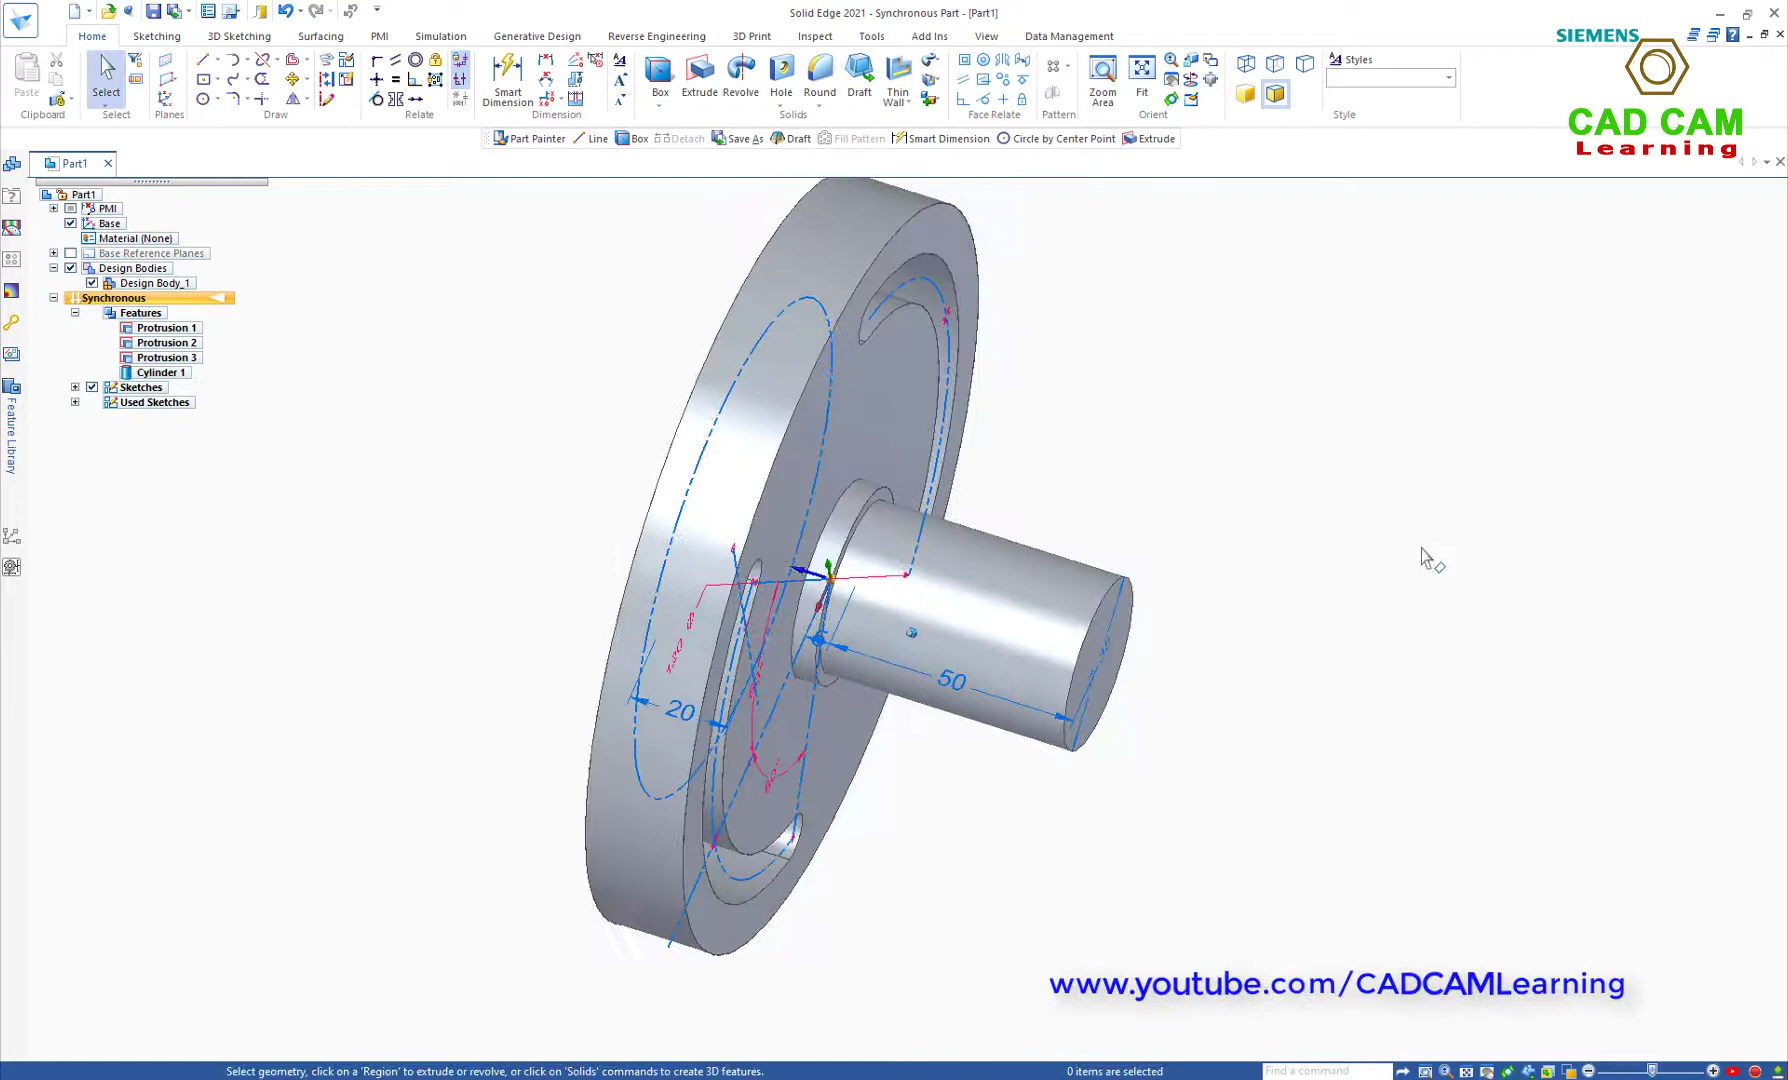 Solid Edge 2021 - Synchronous Part - [Part1]
Home Sketching 3D Sketching Surfacing PMI Simulation Generative Design Reverse Engineering 3D Print Inspect Tools Add Ins View Data Management
SIEMENS
Paste Select Smart Dimension Box Extrude Revolve Hole Round Draft Thin Wall Zoom Area Fit Styles
Clipboard Select Planes Draw Relate Dimension Solids Face Relate Pattern Orient Style
CAD CAM
Learning
Part Painter Line Box Detach Save As Draft Fill Pattern Smart Dimension Circle by Center Point Extrude
Part1
Part1
PMI
Base
Material (None)
Base Reference Planes
Design Bodies
Design Body_1
Synchronous
Features
Protrusion 1
Protrusion 2
Protrusion 3
Cylinder 1
Sketches
Used Sketches
Feature Library
50
20
www.youtube.com/CADCAMLearning
Select geometry, click on a 'Region' to extrude or revolve, or click on 'Solids' commands to create 3D features.
0 items are selected
Find a command